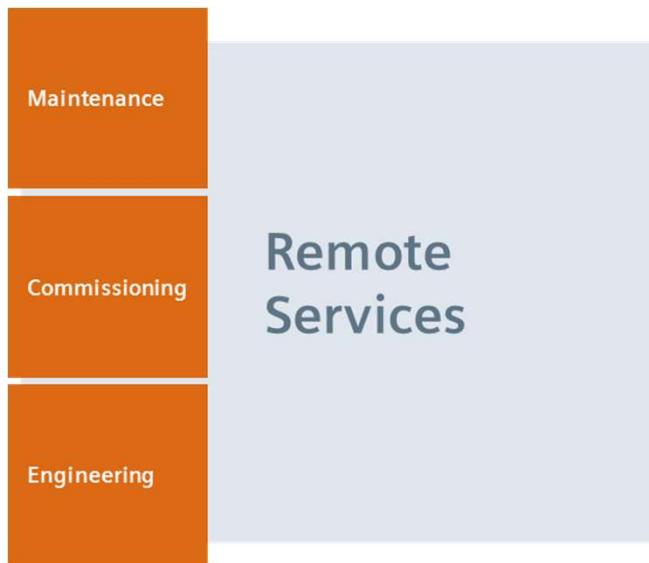 Maintenance
Commissioning
Engineering
Remote
Services